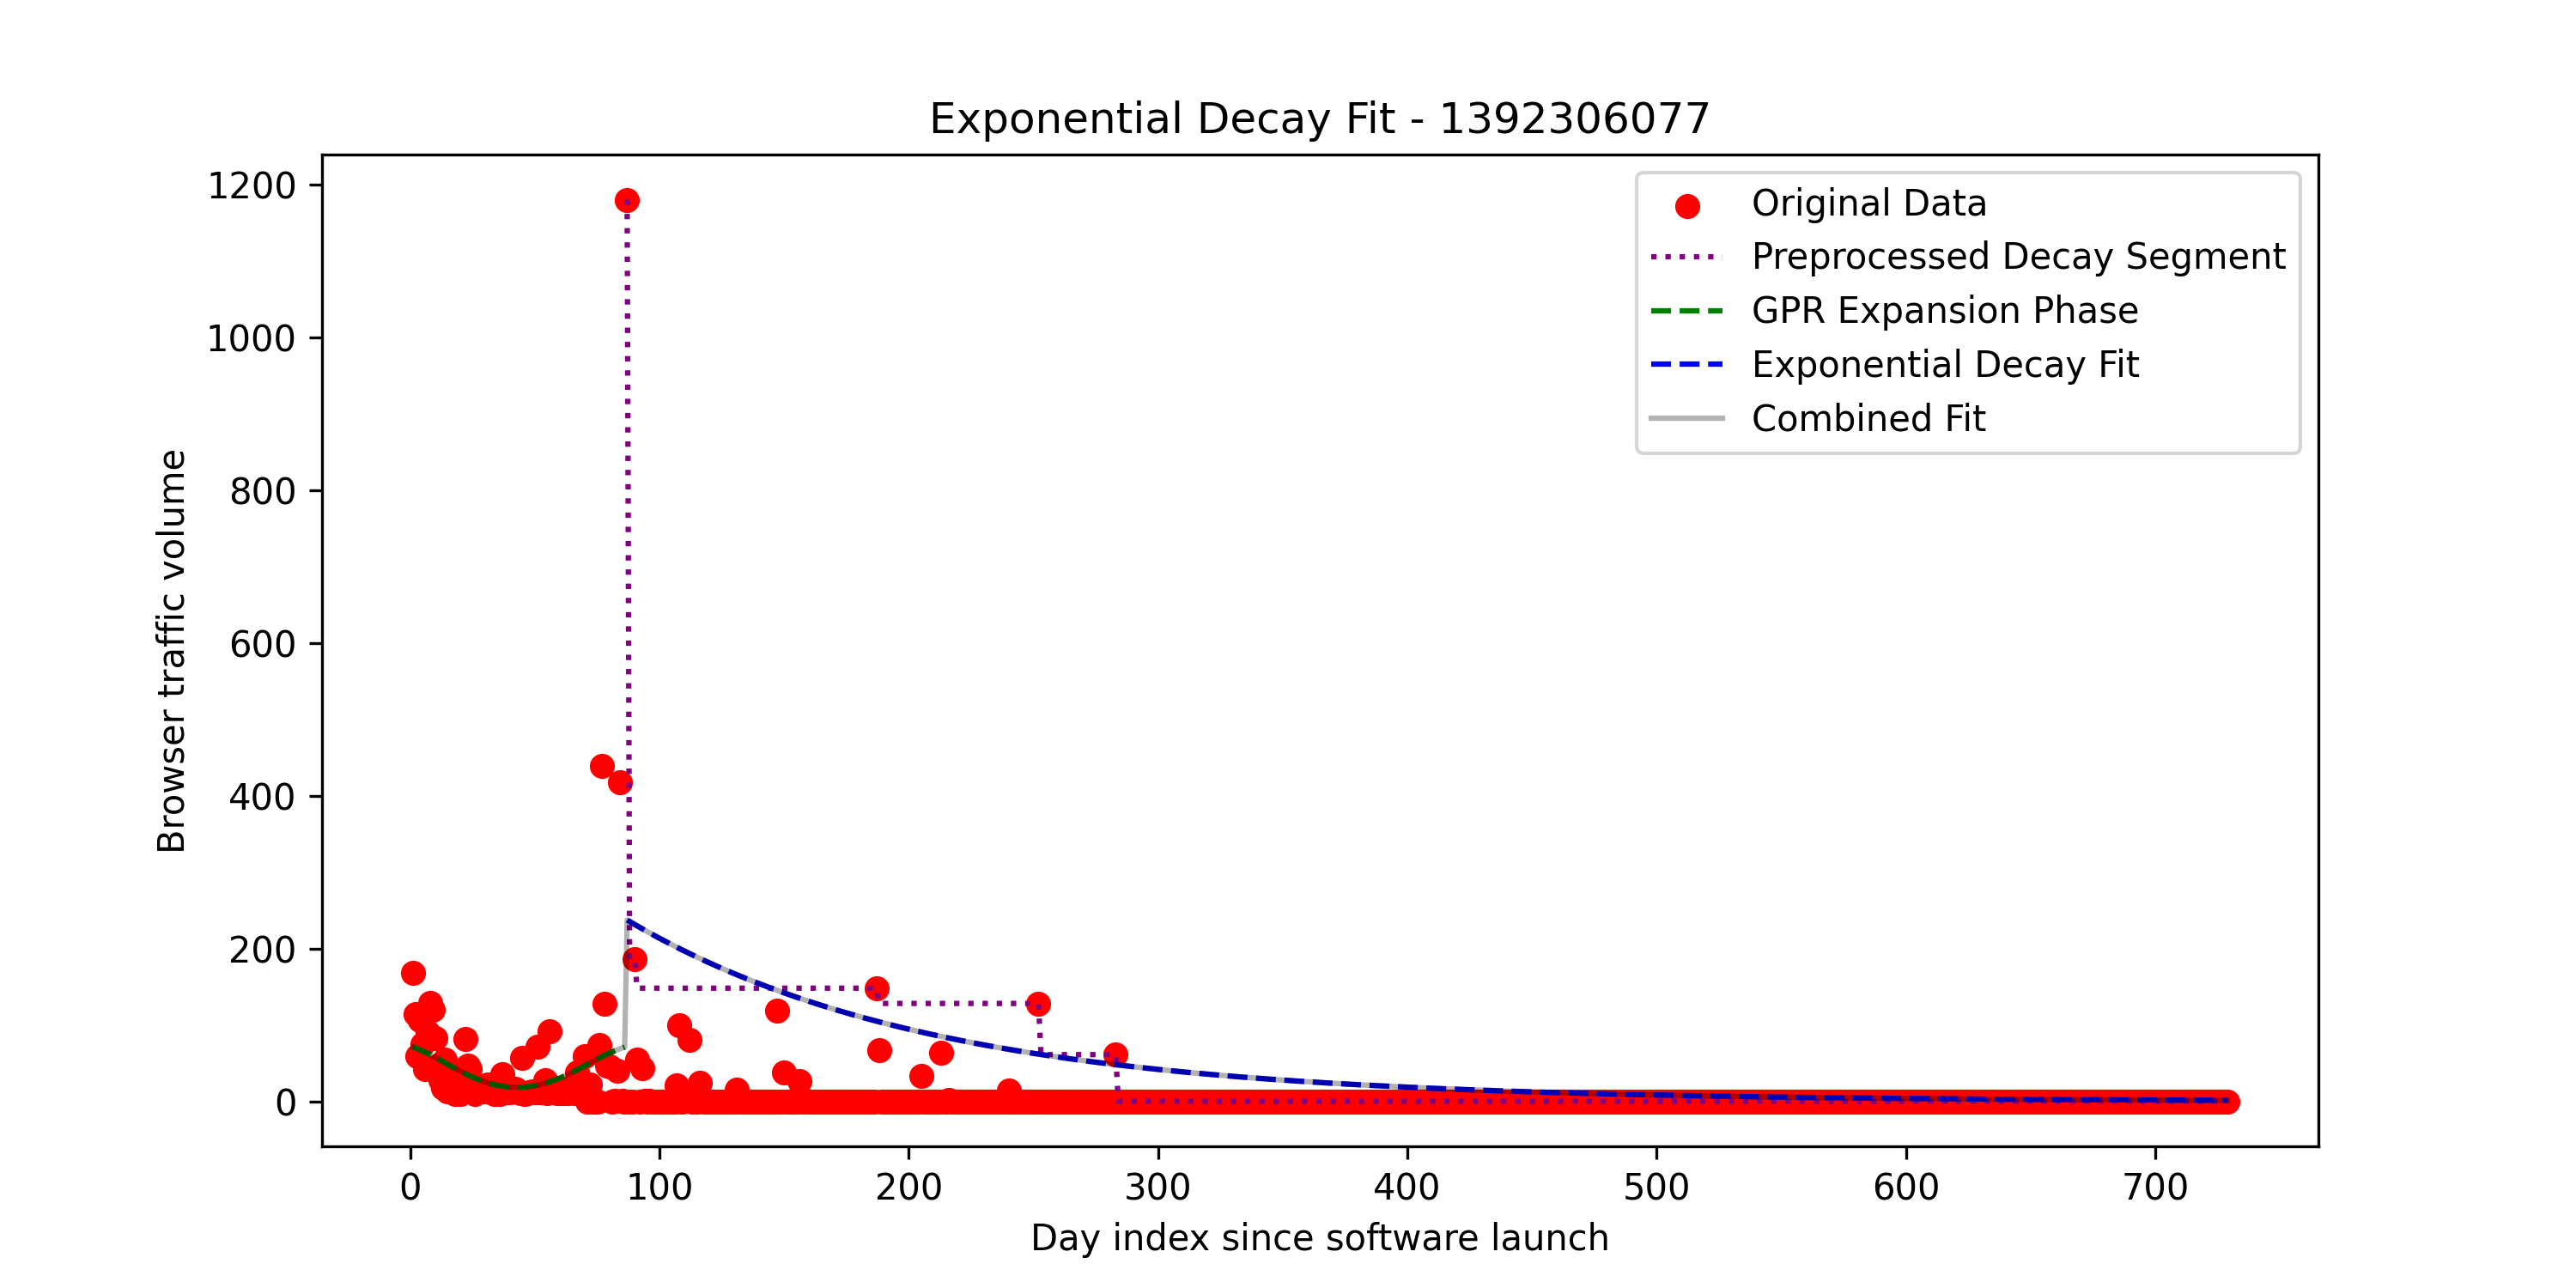 Exponential Decay Fit - 1392306077
Original Data
Preprocessed Decay Segment
GPR Expansion Phase
Exponential Decay Fit
Combined Fit
Browser traffic volume
1200
1000
800
600
400
200
0
0 100 200 300 400 500 600 700
Day index since software launch